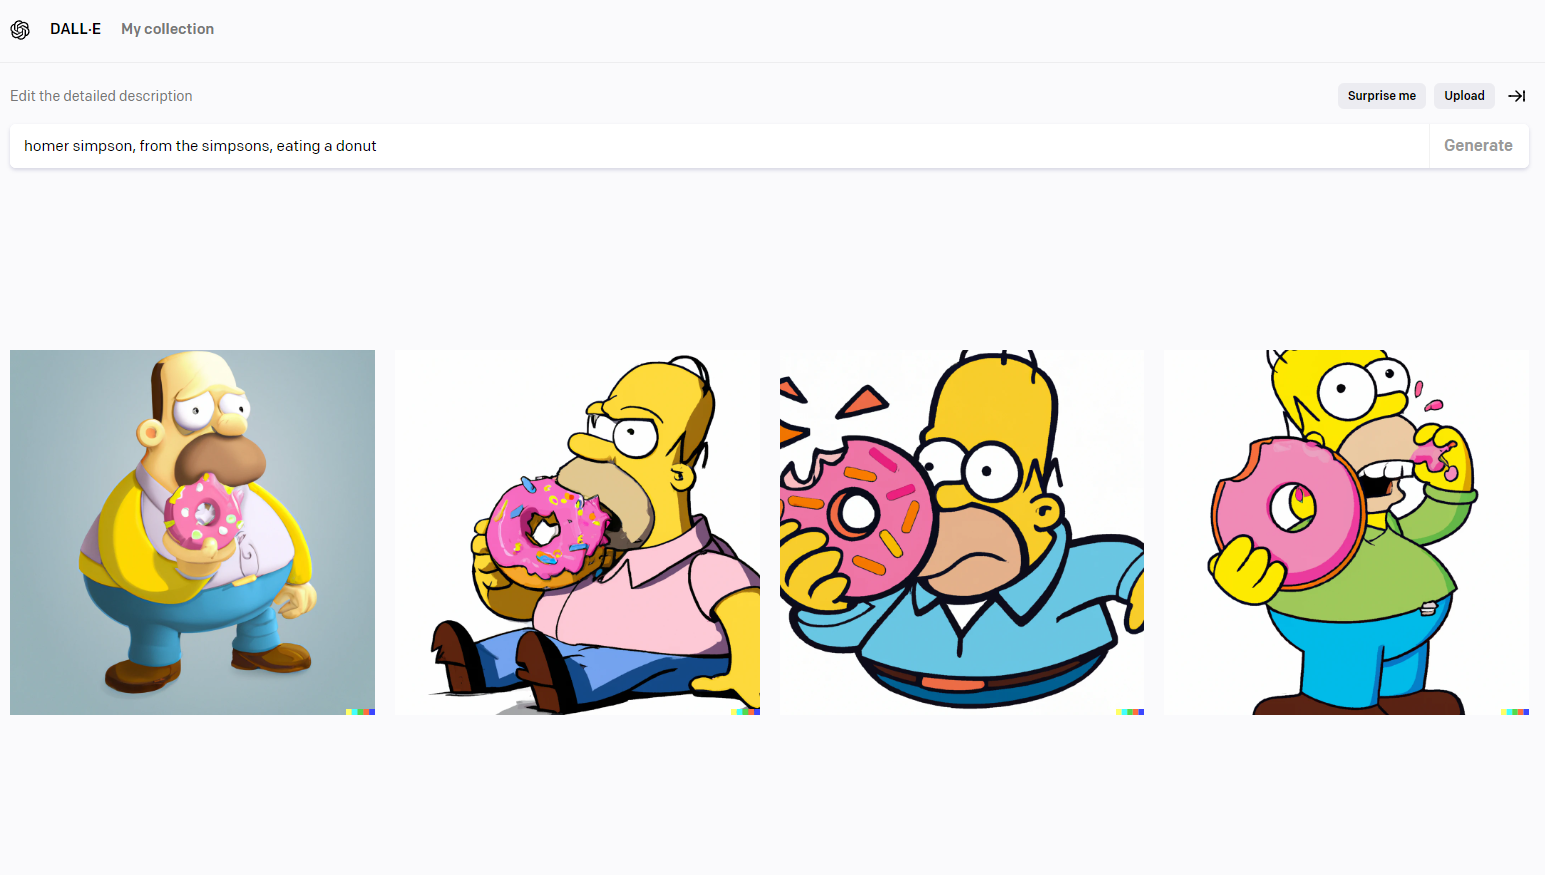 DALL·E My collection
Edit the detailed description Surprise me Upload
homer simpson, from the simpsons, eating a donut Generate